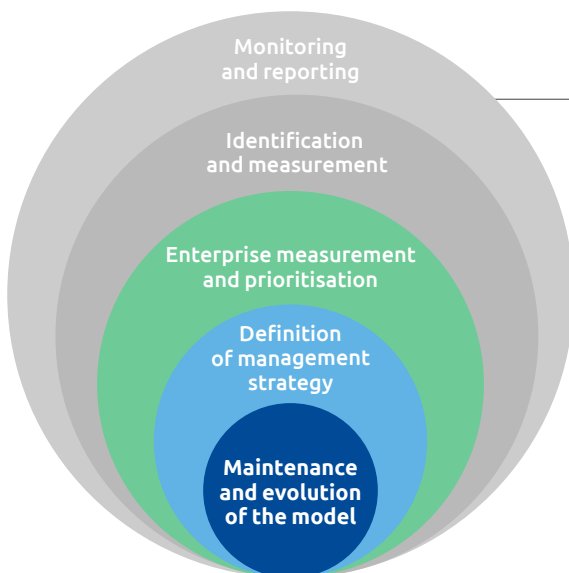 Monitoring
and reporting
Identification
and measurement
Enterprise measurement
and prioritisation
Definition
of management
strategy
Maintenance
and evolution
of the model